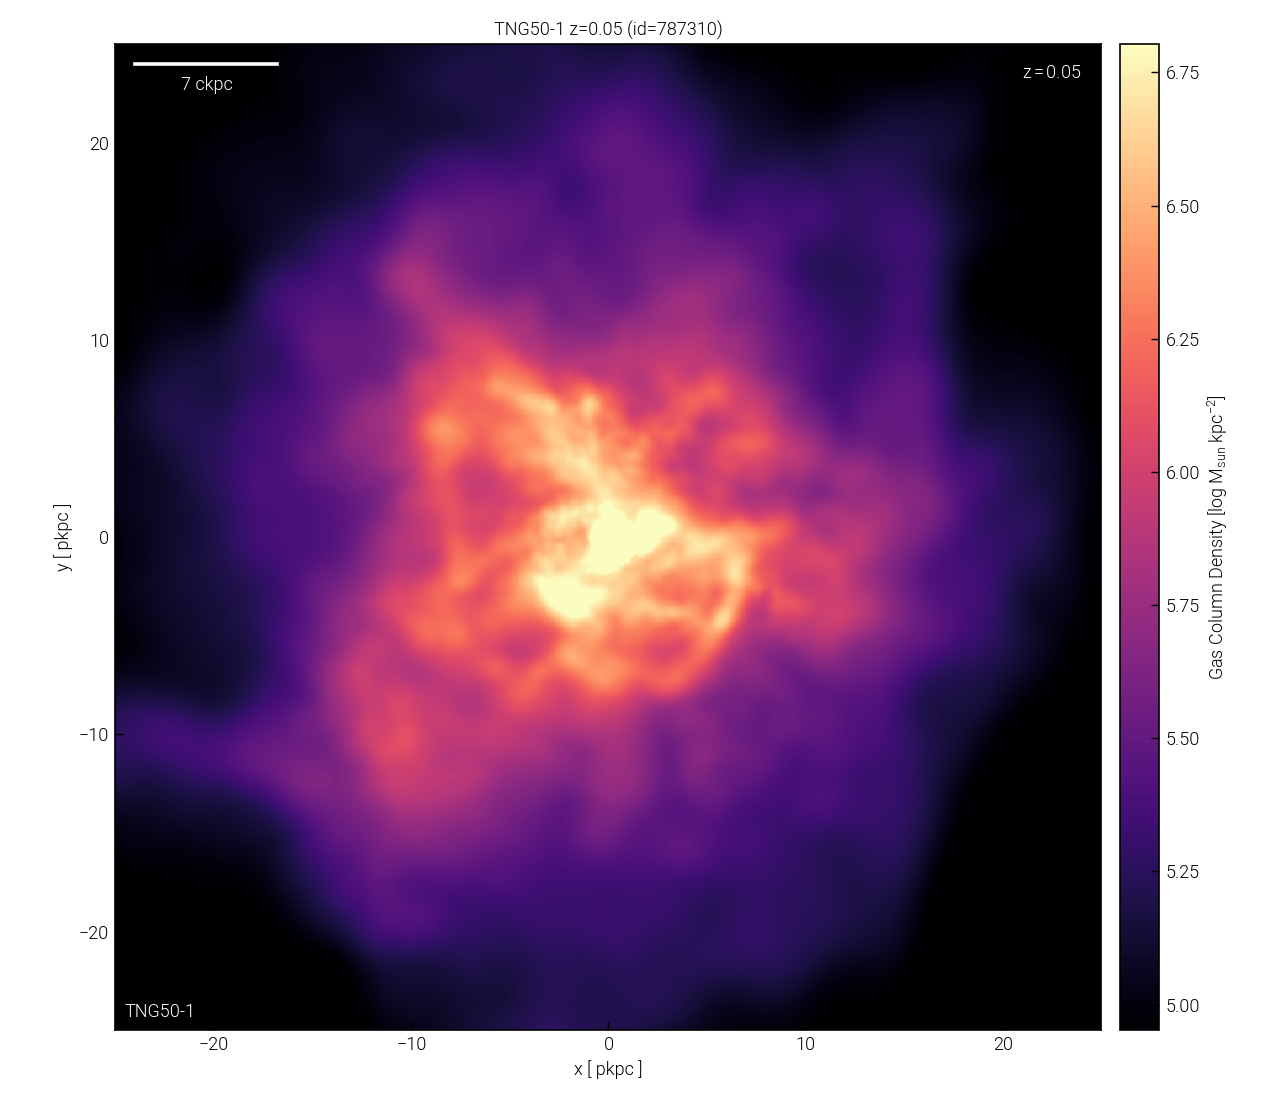 TNG50-1 z=0.05 (id=787310)
7 ckpc
z = 0.05
TNG50-1
20
10
0
−10
−20
y [ pkpc ]
−20
−10
0
10
20
x [ pkpc ]
6.75
6.50
6.25
6.00
5.75
5.50
5.25
5.00
Gas Column Density [log M_sun kpc⁻²]